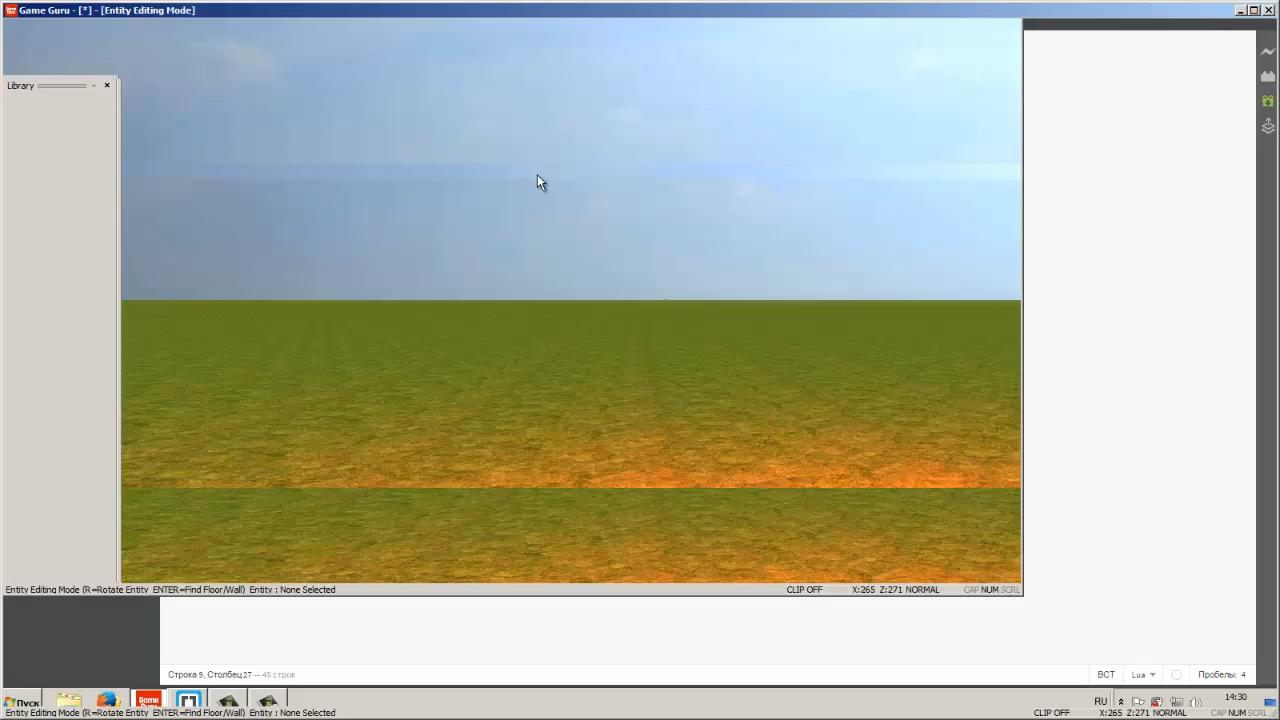 Game Guru - [*] - [Entity Editing Mode]
Library
Entity Editing Mode (R=Rotate Entity ENTER=Find Floor/Wall) Entity : None Selected
CLIP OFF X:265 Z:271 NORMAL CAP NUM SCRL
Строка 9, Столбец 27 — 45 строк
ВСТ Lua Пробелы: 4
Пуск
Game
RU 14:30
Entity Editing Mode (R=Rotate Entity ENTER=Find Floor/Wall) Entity : None Selected
CLIP OFF X:265 Z:271 NORMAL CAP NUM SCRL